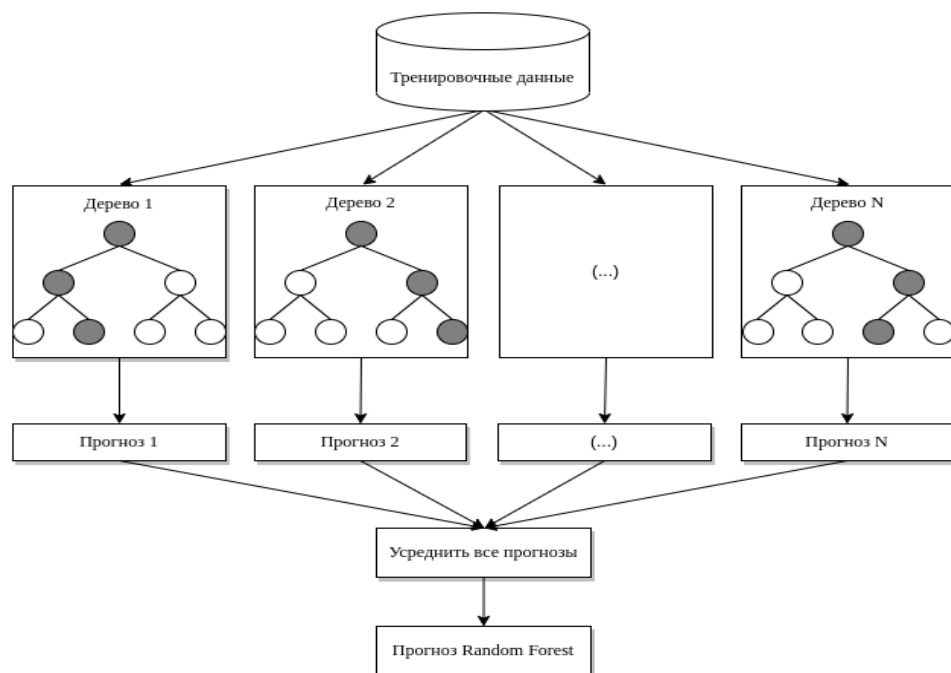 Тренировочные данные
Дерево 1
Дерево 2
(...)
Дерево N
Прогноз 1
Прогноз 2
(...)
Прогноз N
Усреднить все прогнозы
Прогноз Random Forest